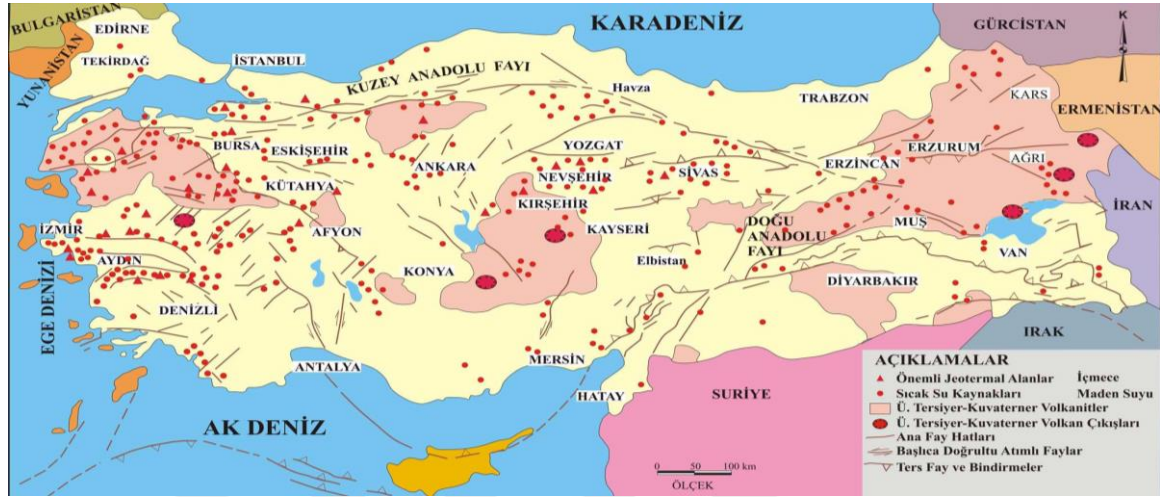 BULGARİSTAN
EDİRNE
KARADENİZ
GÜRCİSTAN
K
TEKİRDAĞ
İSTANBUL
YUNANİSTAN
KUZEY ANADOLU FAYI
Havza
TRABZON
KARS
ERMENİSTAN
BURSA
ESKİŞEHİR
ANKARA
YOZGAT
ERZİNCAN
ERZURUM
AĞRI
KÜTAHYA
NEVŞEHİR
SİVAS
KIRŞEHİR
İRAN
İZMİR
AFYON
KAYSERİ
DOĞU
ANADOLU
FAYI
MUŞ
AYDIN
KONYA
Elbistan
VAN
EGE DENİZİ
DENİZLİ
DİYARBAKIR
IRAK
ANTALYA
MERSİN
HATAY
SURİYE
AK DENİZ
AÇIKLAMALAR
Önemli Jeotermal Alanlar İçmece
Sıcak Su Kaynakları Maden Suyu
Ü. Tersiyer-Kuvaterner Volkanitler
Ü. Tersiyer-Kuvaterner Volkan Çıkışları
Ana Fay Hatları
Başlıca Doğrultu Atımlı Faylar
Ters Fay ve Bindirmeler
0 50 100 km
ÖLÇEK